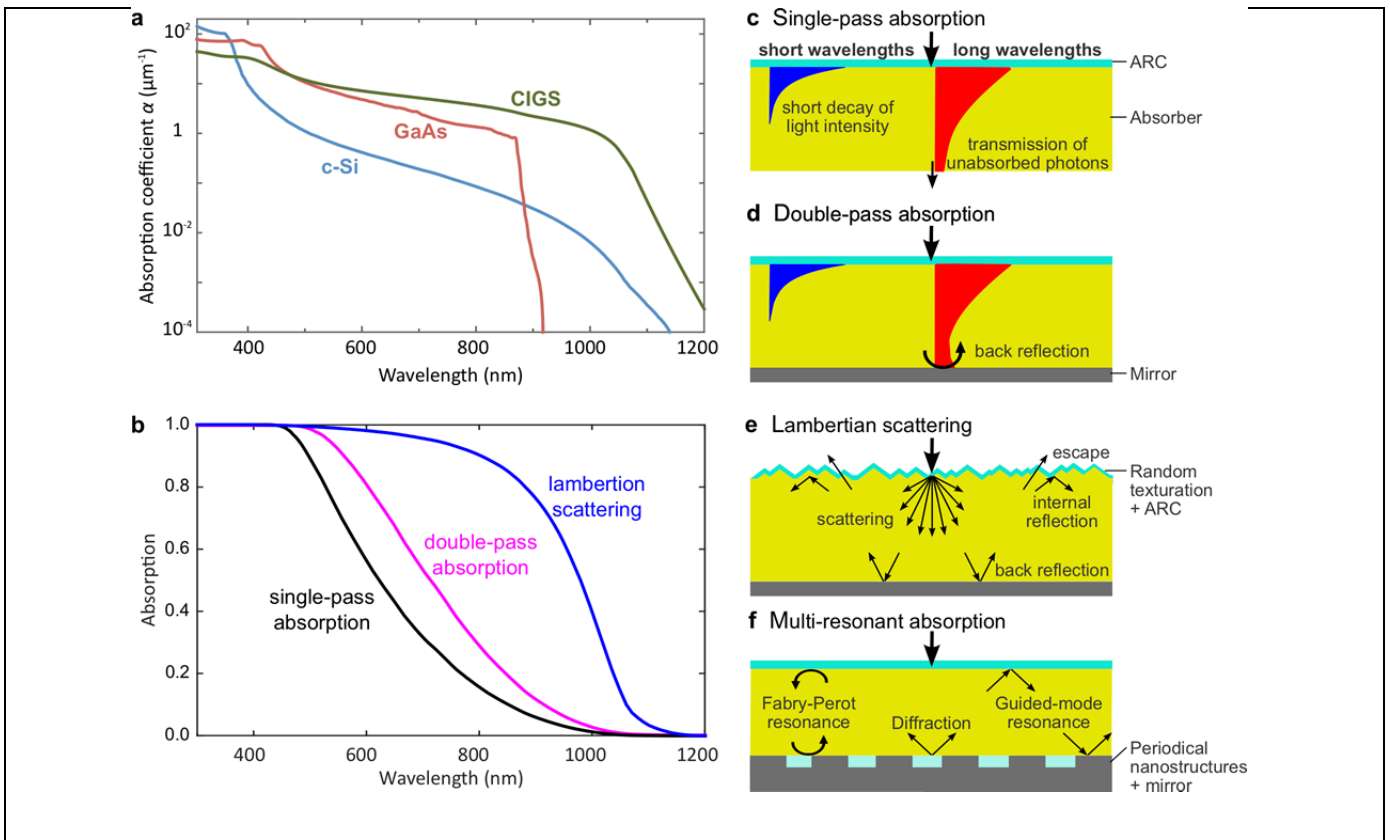 a
Absorption coefficient α (μm⁻¹)
10²
1
10⁻²
10⁻⁴
CIGS
GaAs
c-Si
400
600
800
1000
1200
Wavelength (nm)
b
Absorption
1.0
0.8
0.6
0.4
0.2
0.0
lambertion
scattering
double-pass
absorption
single-pass
absorption
400
600
800
1000
1200
Wavelength (nm)
c Single-pass absorption
short wavelengths
long wavelengths
ARC
short decay of
light intensity
Absorber
transmission of
unabsorbed photons
d Double-pass absorption
back reflection
Mirror
e Lambertian scattering
escape
Random
texturation
+ ARC
internal
reflection
scattering
back reflection
f Multi-resonant absorption
Fabry-Perot
resonance
Diffraction
Guided-mode
resonance
Periodical
nanostructures
+ mirror